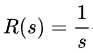 R(s) = 1/s